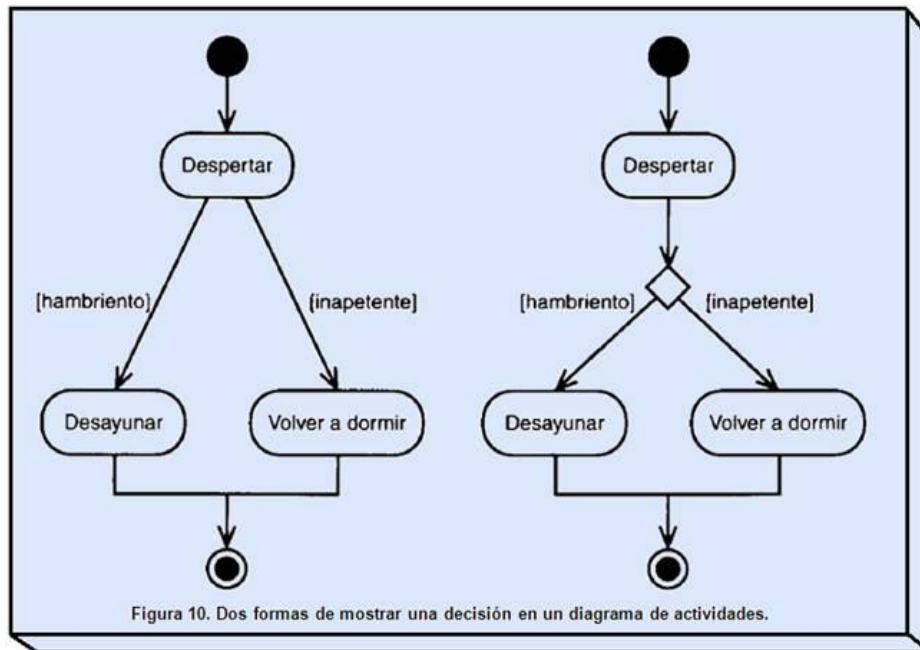 Despertar
[hambriento]
[inapetente]
Desayunar
Volver a dormir
Despertar
[hambriento]
[inapetente]
Desayunar
Volver a dormir
Figura 10. Dos formas de mostrar una decisión en un diagrama de actividades.